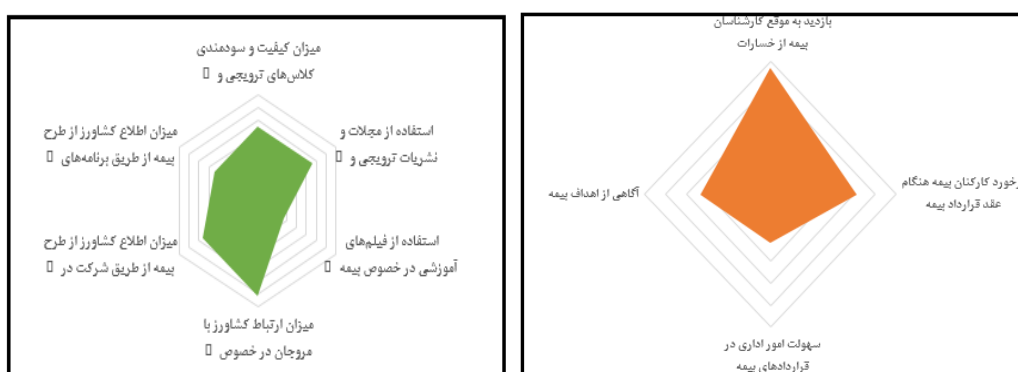 میزان کیفیت و سودمندی
کلاس‌های ترویجی و
استفاده از مجلات و
نشریات ترویجی و
استفاده از فیلم‌های
آموزشی در خصوص بیمه
میزان ارتباط کشاورز با
مروجان در خصوص
میزان اطلاع کشاورز از طرح
بیمه از طریق شرکت در
میزان اطلاع کشاورز از طرح
بیمه از طریق برنامه‌های
بازدید به موقع کارشناسان
بیمه از خسارات
رخورد کارکنان بیمه هنگام
عقد قرارداد بیمه
سهولت امور اداری در
قراردادهای بیمه
آگاهی از اهداف بیمه